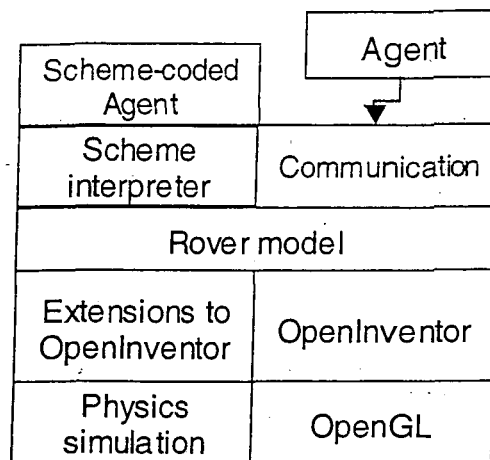 Agent
Scheme-coded
Agent
Scheme
interpreter
Communication
Rover model
Extensions to
OpenInventor
OpenInventor
Physics
simulation
OpenGL